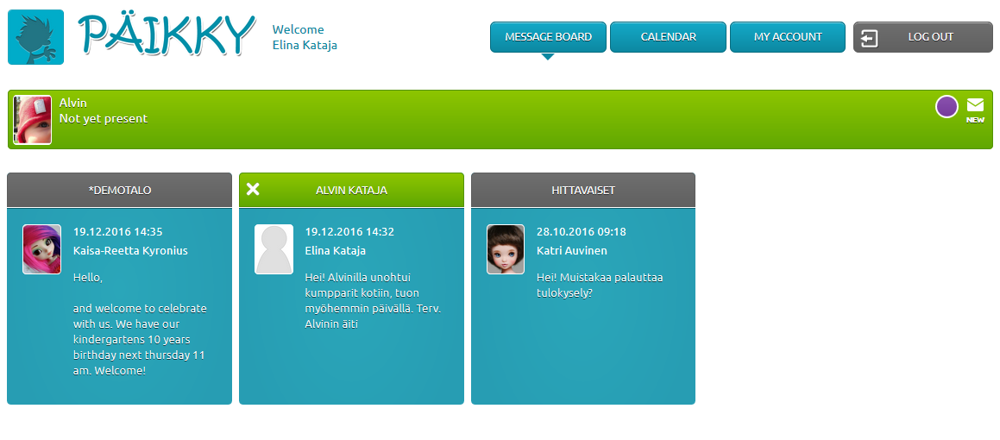 PÄIKKY
Welcome
Elina Kataja
MESSAGE BOARD
CALENDAR
MY ACCOUNT
LOG OUT
Alvin
Not yet present
NEW
*DEMOTALO
19.12.2016 14:35
Kaisa-Reetta Kyronius
Hello,
and welcome to celebrate
with us. We have our
kindergartens 10 years
birthday next thursday 11
am. Welcome!
ALVIN KATAJA
19.12.2016 14:32
Elina Kataja
Hei! Alvinilla unohtui
kumpparit kotiin, tuon
myöhemmin päivällä. Terv.
Alvinin äiti
HITTAVAISET
28.10.2016 09:18
Katri Auvinen
Hei! Muistakaa palauttaa
tulokysely?